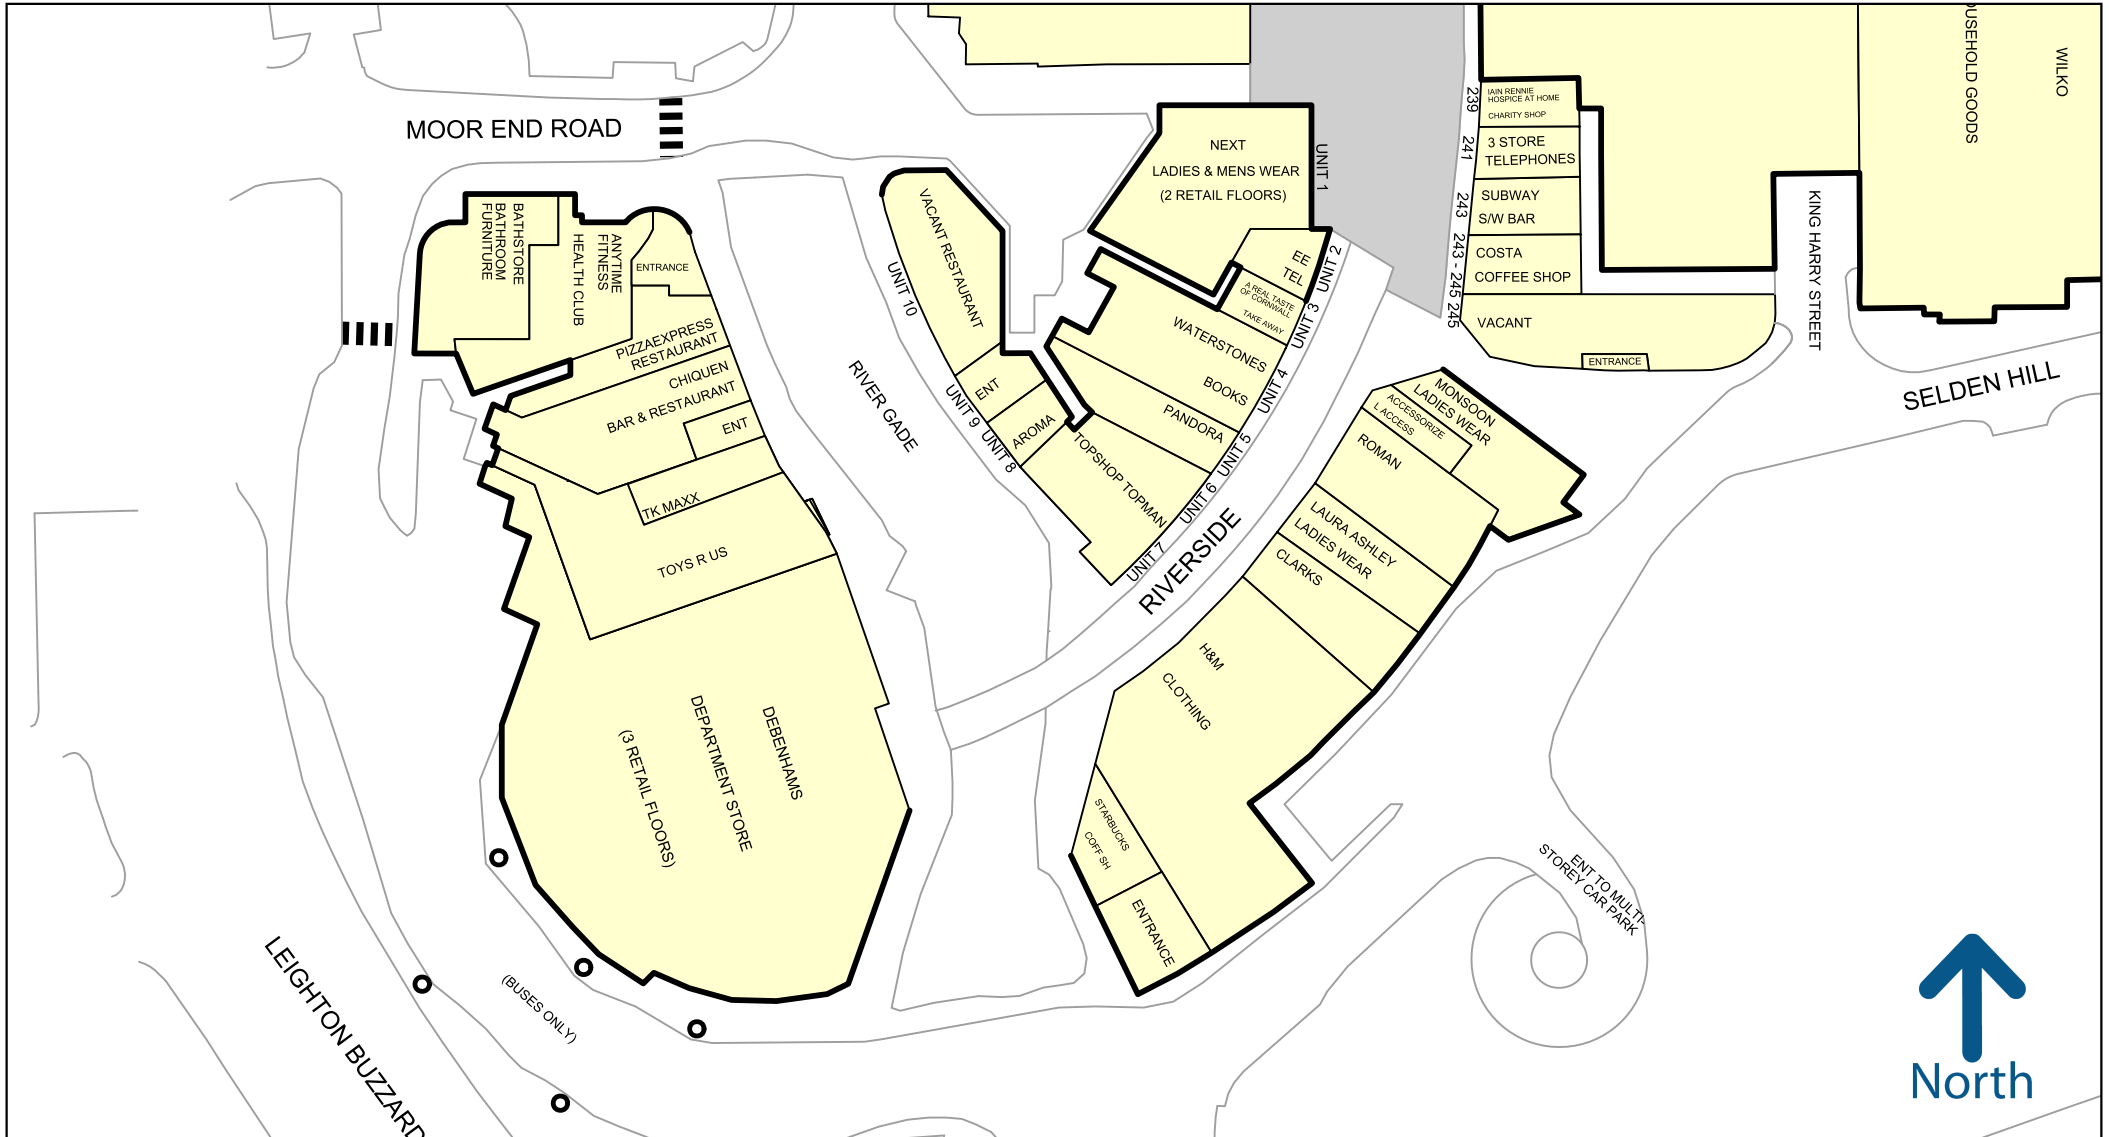 MOOR END ROAD
BATHSTORE
BATHROOM
FURNITURE
ANYTIME
FITNESS
HEALTH CLUB
ENTRANCE
PIZZAEXPRESS
RESTAURANT
CHIQUEN
BAR & RESTAURANT
ENT
TK MAXX
TOYS R US
DEBENHAMS
DEPARTMENT STORE
(3 RETAIL FLOORS)
(BUSES ONLY)
LEIGHTON BUZZARD
RIVER GADE
VACANT RESTAURANT
UNIT 10
ENT
UNIT 9
AROMA
UNIT 8
TOPSHOP TOPMAN
UNIT 7
UNIT 6
PANDORA
UNIT 5
WATERSTONES
BOOKS
UNIT 4
A REAL TASTE
OF CORNWALL
TAKE AWAY
UNIT 3
EE
TEL
UNIT 2
NEXT
LADIES & MENS WEAR
(2 RETAIL FLOORS)
UNIT 1
RIVERSIDE
239
IAIN RENNIE
HOSPICE AT HOME
CHARITY SHOP
241
3 STORE
TELEPHONES
243
SUBWAY
S/W BAR
243 - 245
COSTA
COFFEE SHOP
245
VACANT
ENTRANCE
KING HARRY STREET
OUSEHOLD GOODS
WILKO
SELDEN HILL
MONSOON
LADIES WEAR
ACCESSORIZE
L ACCESS
ROMAN
LAURA ASHLEY
LADIES WEAR
CLARKS
H&M
CLOTHING
STARBUCKS
COFF SH
ENTRANCE
ENT TO MULTI-
STOREY CAR PARK
North